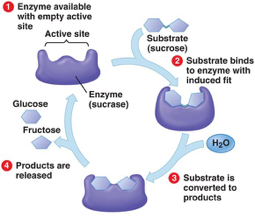 1 Enzyme available
with empty active
site
Active site
Substrate
(sucrose)
2 Substrate binds
to enzyme with
induced fit
Enzyme
(sucrase)
Glucose
Fructose
H2O
4 Products are
released
3 Substrate is
converted to
products